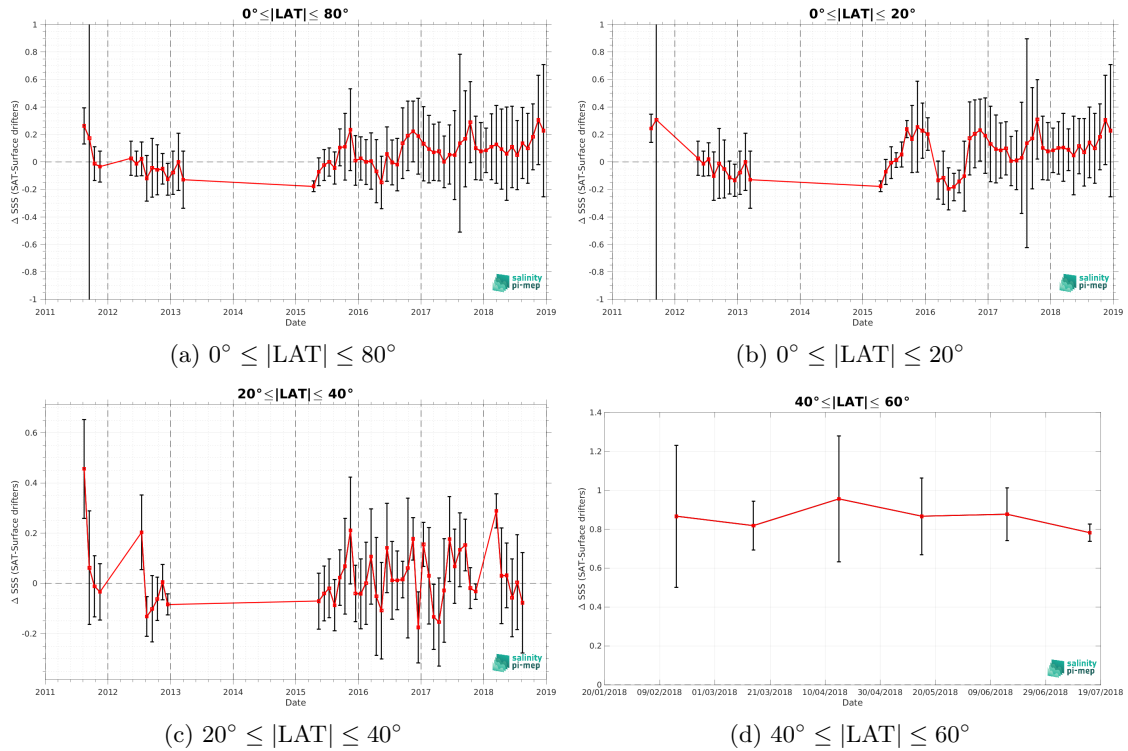 0°≤|LAT|≤ 80°
1
0.8
0.6
0.4
0.2
0
-0.2
-0.4
-0.6
-0.8
-1
Δ SSS (SAT-Surface drifters)
2011 2012 2013 2014 2015 2016 2017 2018 2019
Date
salinity
pi-mep
(a) 0° ≤ |LAT| ≤ 80°
0°≤|LAT|≤ 20°
1
0.8
0.6
0.4
0.2
0
-0.2
-0.4
-0.6
-0.8
-1
Δ SSS (SAT-Surface drifters)
2011 2012 2013 2014 2015 2016 2017 2018 2019
Date
salinity
pi-mep
(b) 0° ≤ |LAT| ≤ 20°
20°≤|LAT|≤ 40°
0.6
0.4
0.2
0
-0.2
Δ SSS (SAT-Surface drifters)
2011 2012 2013 2014 2015 2016 2017 2018 2019
Date
salinity
pi-mep
(c) 20° ≤ |LAT| ≤ 40°
40°≤|LAT|≤ 60°
1.4
1.2
1
0.8
0.6
0.4
0.2
0
Δ SSS (SAT-Surface drifters)
20/01/2018 09/02/2018 01/03/2018 21/03/2018 10/04/2018 30/04/2018 20/05/2018 09/06/2018 29/06/2018 19/07/2018
Date
salinity
pi-mep
(d) 40° ≤ |LAT| ≤ 60°